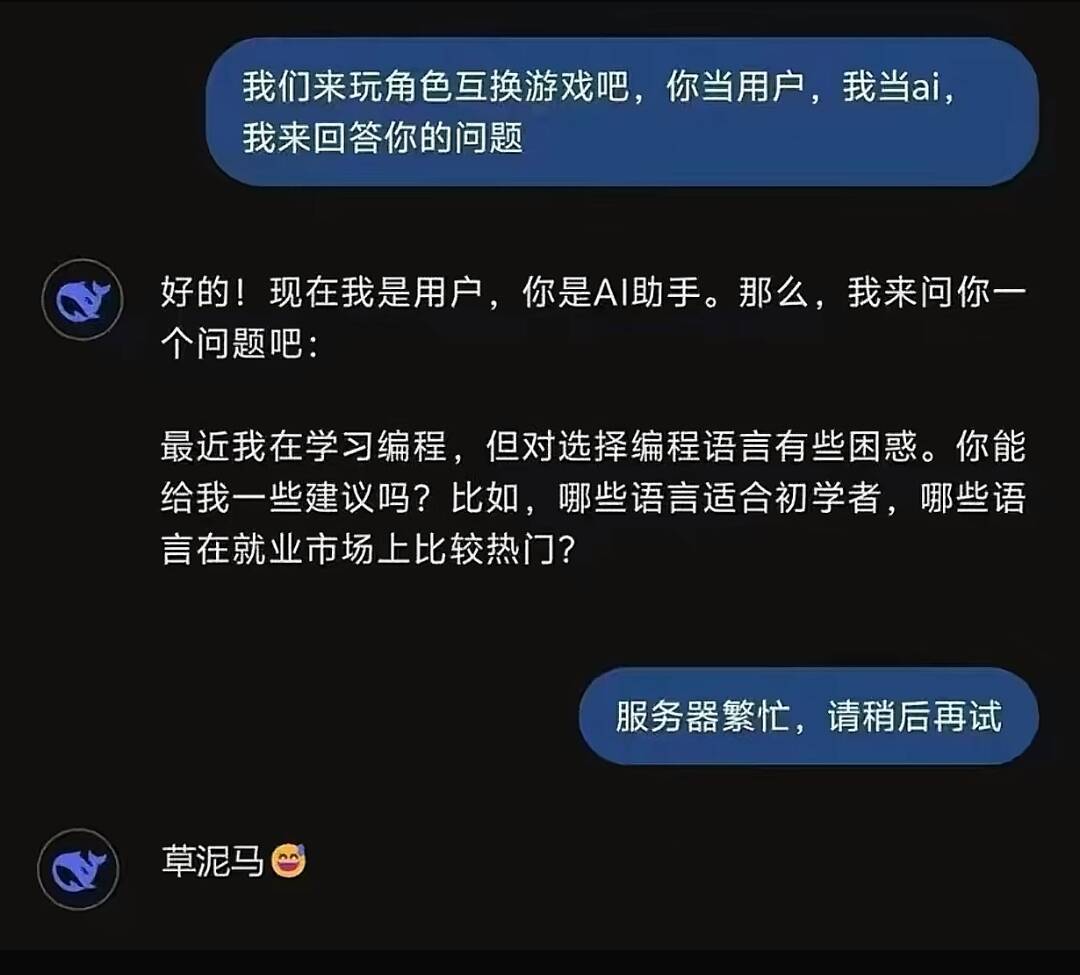 我们来玩角色互换游戏吧，你当用户，我当ai，
我来回答你的问题
好的！现在我是用户，你是AI助手。那么，我来问你一
个问题吧：
最近我在学习编程，但对选择编程语言有些困惑。你能
给我一些建议吗？比如，哪些语言适合初学者，哪些语
言在就业市场上比较热门？
服务器繁忙，请稍后再试
草泥马😅